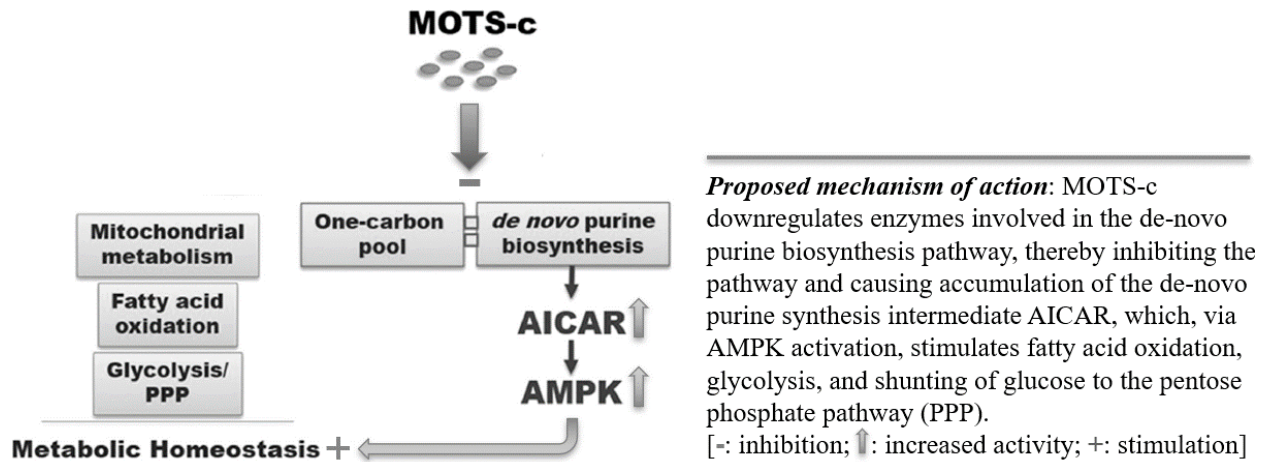 MOTS-c
-
One-carbon
pool
de novo purine
biosynthesis
AICAR
AMPK
Mitochondrial
metabolism
Fatty acid
oxidation
Glycolysis/
PPP
Metabolic Homeostasis +
Proposed mechanism of action: MOTS-c
downregulates enzymes involved in the de-novo
purine biosynthesis pathway, thereby inhibiting the
pathway and causing accumulation of the de-novo
purine synthesis intermediate AICAR, which, via
AMPK activation, stimulates fatty acid oxidation,
glycolysis, and shunting of glucose to the pentose
phosphate pathway (PPP).
[-: inhibition; ⇧: increased activity; +: stimulation]